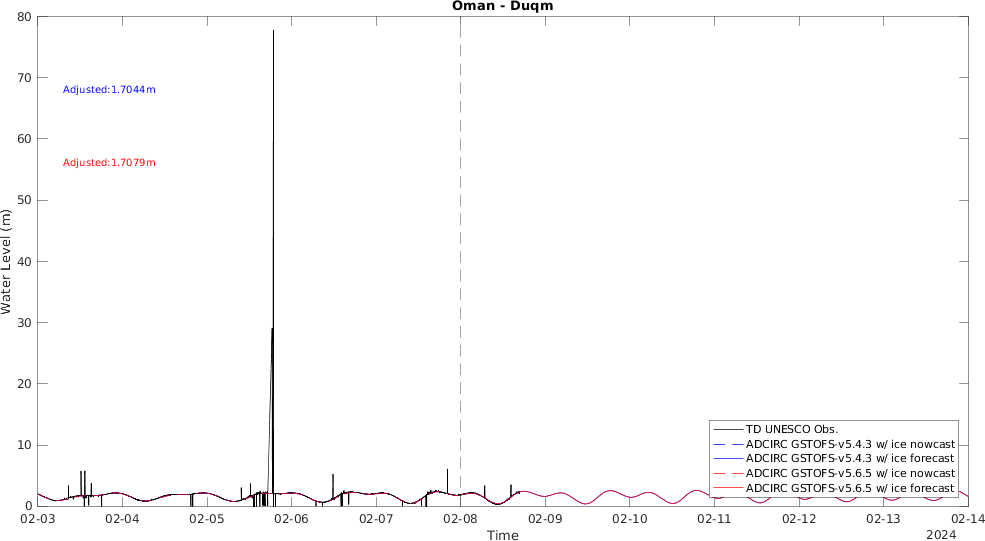 Oman - Duqm
80
70
60
50
40
30
20
10
0
Water Level (m)
Adjusted:1.7044m
Adjusted:1.7079m
TD UNESCO Obs.
ADCIRC GSTOFS-v5.4.3 w/ ice nowcast
ADCIRC GSTOFS-v5.4.3 w/ ice forecast
ADCIRC GSTOFS-v5.6.5 w/ ice nowcast
ADCIRC GSTOFS-v5.6.5 w/ ice forecast
02-03 02-04 02-05 02-06 02-07 02-08 02-09 02-10 02-11 02-12 02-13 02-14
Time
2024